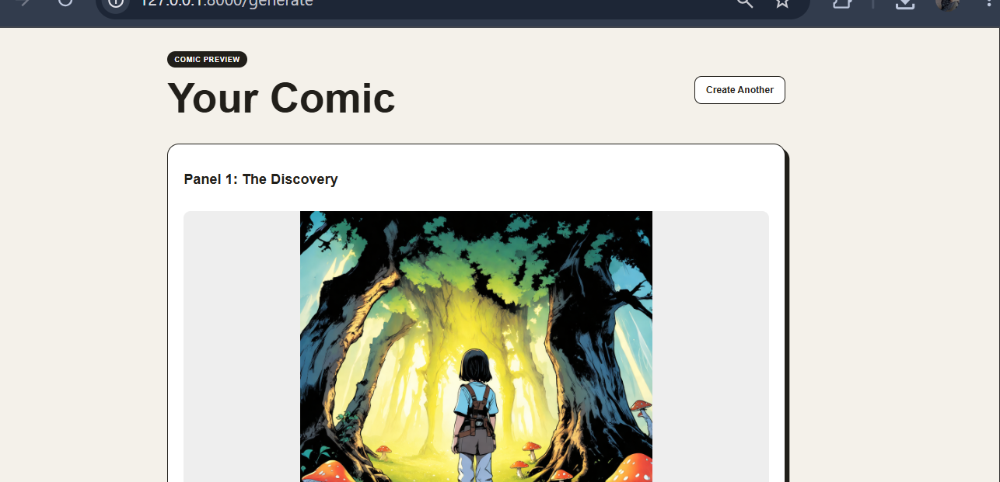 127.0.0.1:8000/generate
COMIC PREVIEW
Your Comic
Create Another
Panel 1: The Discovery